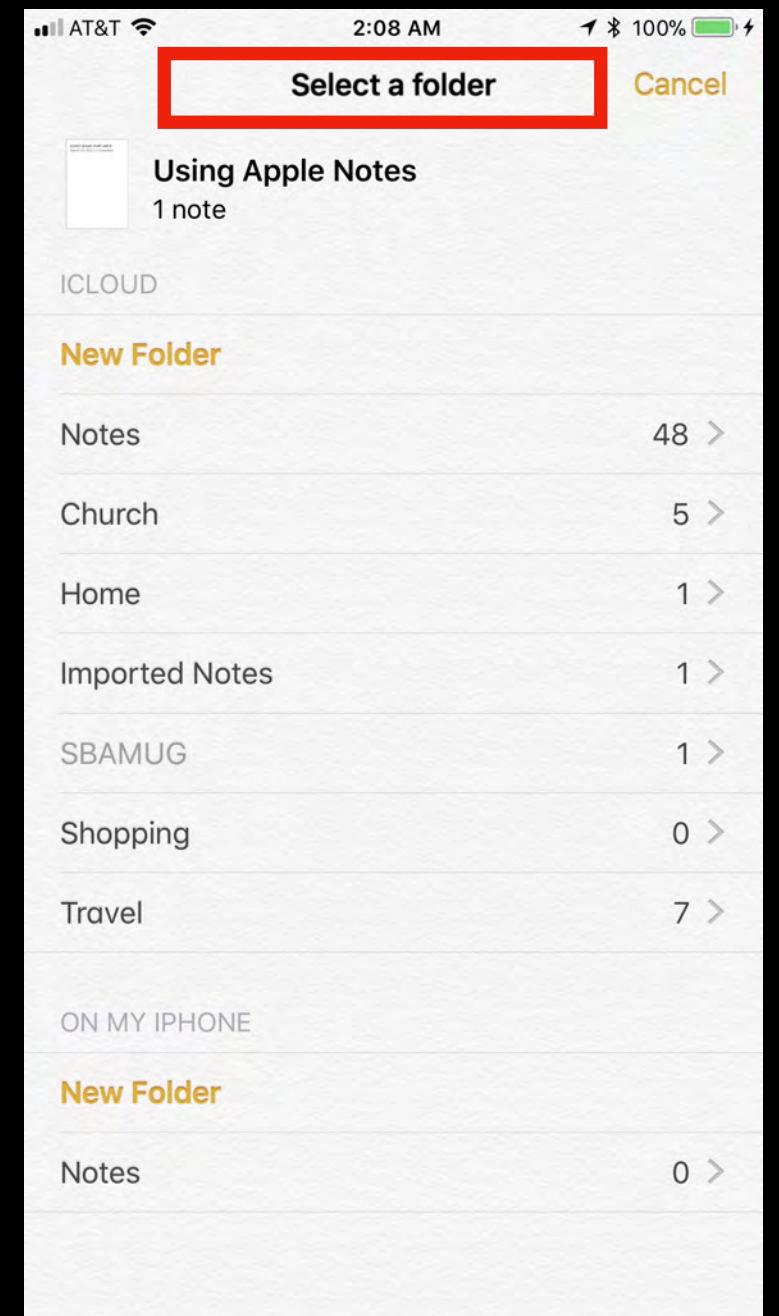 AT&T 2:08 AM 100%
Select a folder Cancel
Using Apple Notes
1 note
ICLOUD
New Folder
Notes 48
Church 5
Home 1
Imported Notes 1
SBAMUG 1
Shopping 0
Travel 7
ON MY IPHONE
New Folder
Notes 0